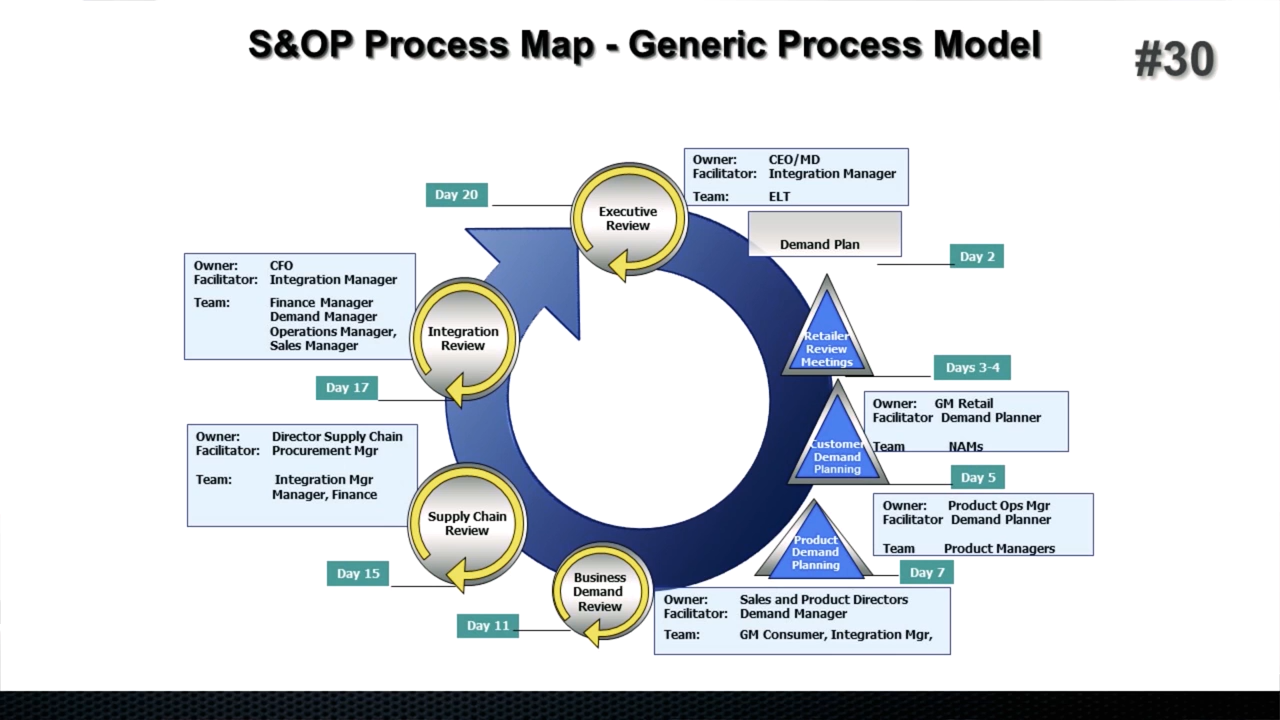 S&OP Process Map - Generic Process Model
#30
Owner: CEO/MD
Facilitator: Integration Manager
Team: ELT
Day 20
Executive
Review
Demand Plan
Day 2
Owner: CFO
Facilitator: Integration Manager
Team: Finance Manager
Demand Manager
Operations Manager,
Sales Manager
Integration
Review
Day 17
Retailer
Review
Meetings
Days 3-4
Owner: GM Retail
Facilitator Demand Planner
Team NAMs
Customer
Demand
Planning
Day 5
Owner: Director Supply Chain
Facilitator: Procurement Mgr
Team: Integration Mgr
Manager, Finance
Supply Chain
Review
Day 15
Owner: Product Ops Mgr
Facilitator Demand Planner
Team Product Managers
Product
Demand
Planning
Day 7
Business
Demand
Review
Day 11
Owner: Sales and Product Directors
Facilitator: Demand Manager
Team: GM Consumer, Integration Mgr,